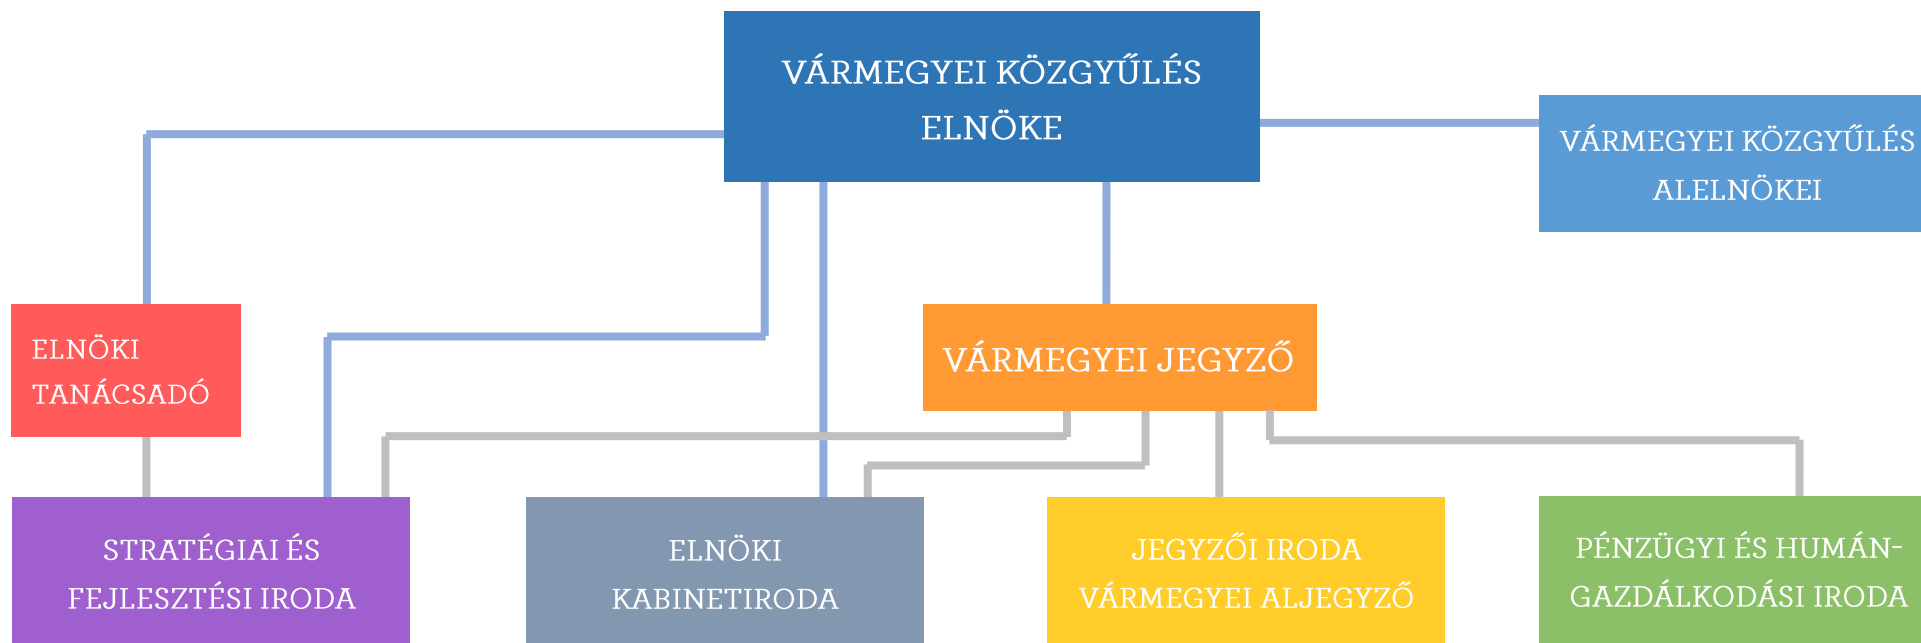 VÁRMEGYEI KÖZGYŰLÉS
ELNÖKE
VÁRMEGYEI KÖZGYŰLÉS
ALELNÖKEI
ELNÖKI
TANÁCSADÓ
VÁRMEGYEI JEGYZŐ
STRATÉGIAI ÉS
FEJLESZTÉSI IRODA
ELNÖKI
KABINETIRODA
JEGYZŐI IRODA
VÁRMEGYEI ALJEGYZŐ
PÉNZÜGYI ÉS HUMÁN-
GAZDÁLKODÁSI IRODA